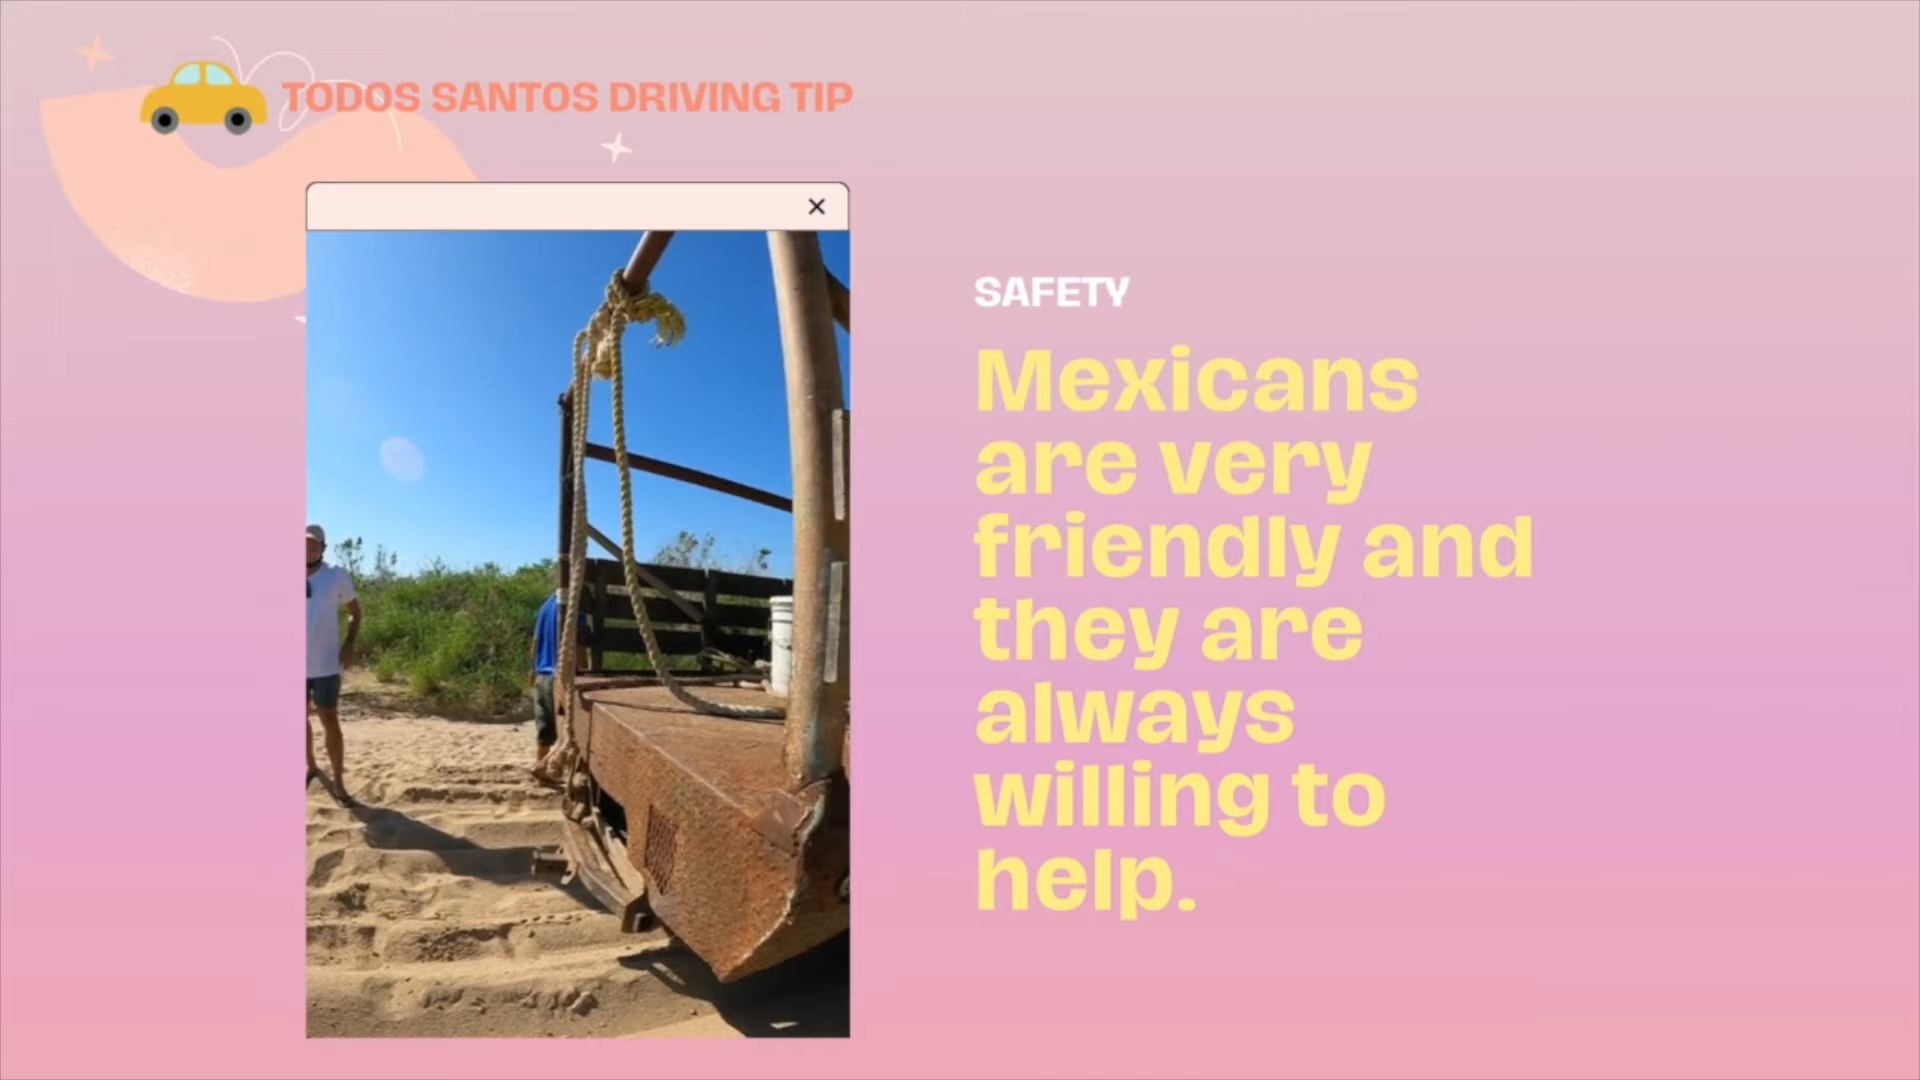 TODOS SANTOS DRIVING TIP
SAFETY
Mexicans
are very
friendly and
they are
always
willing to
help.